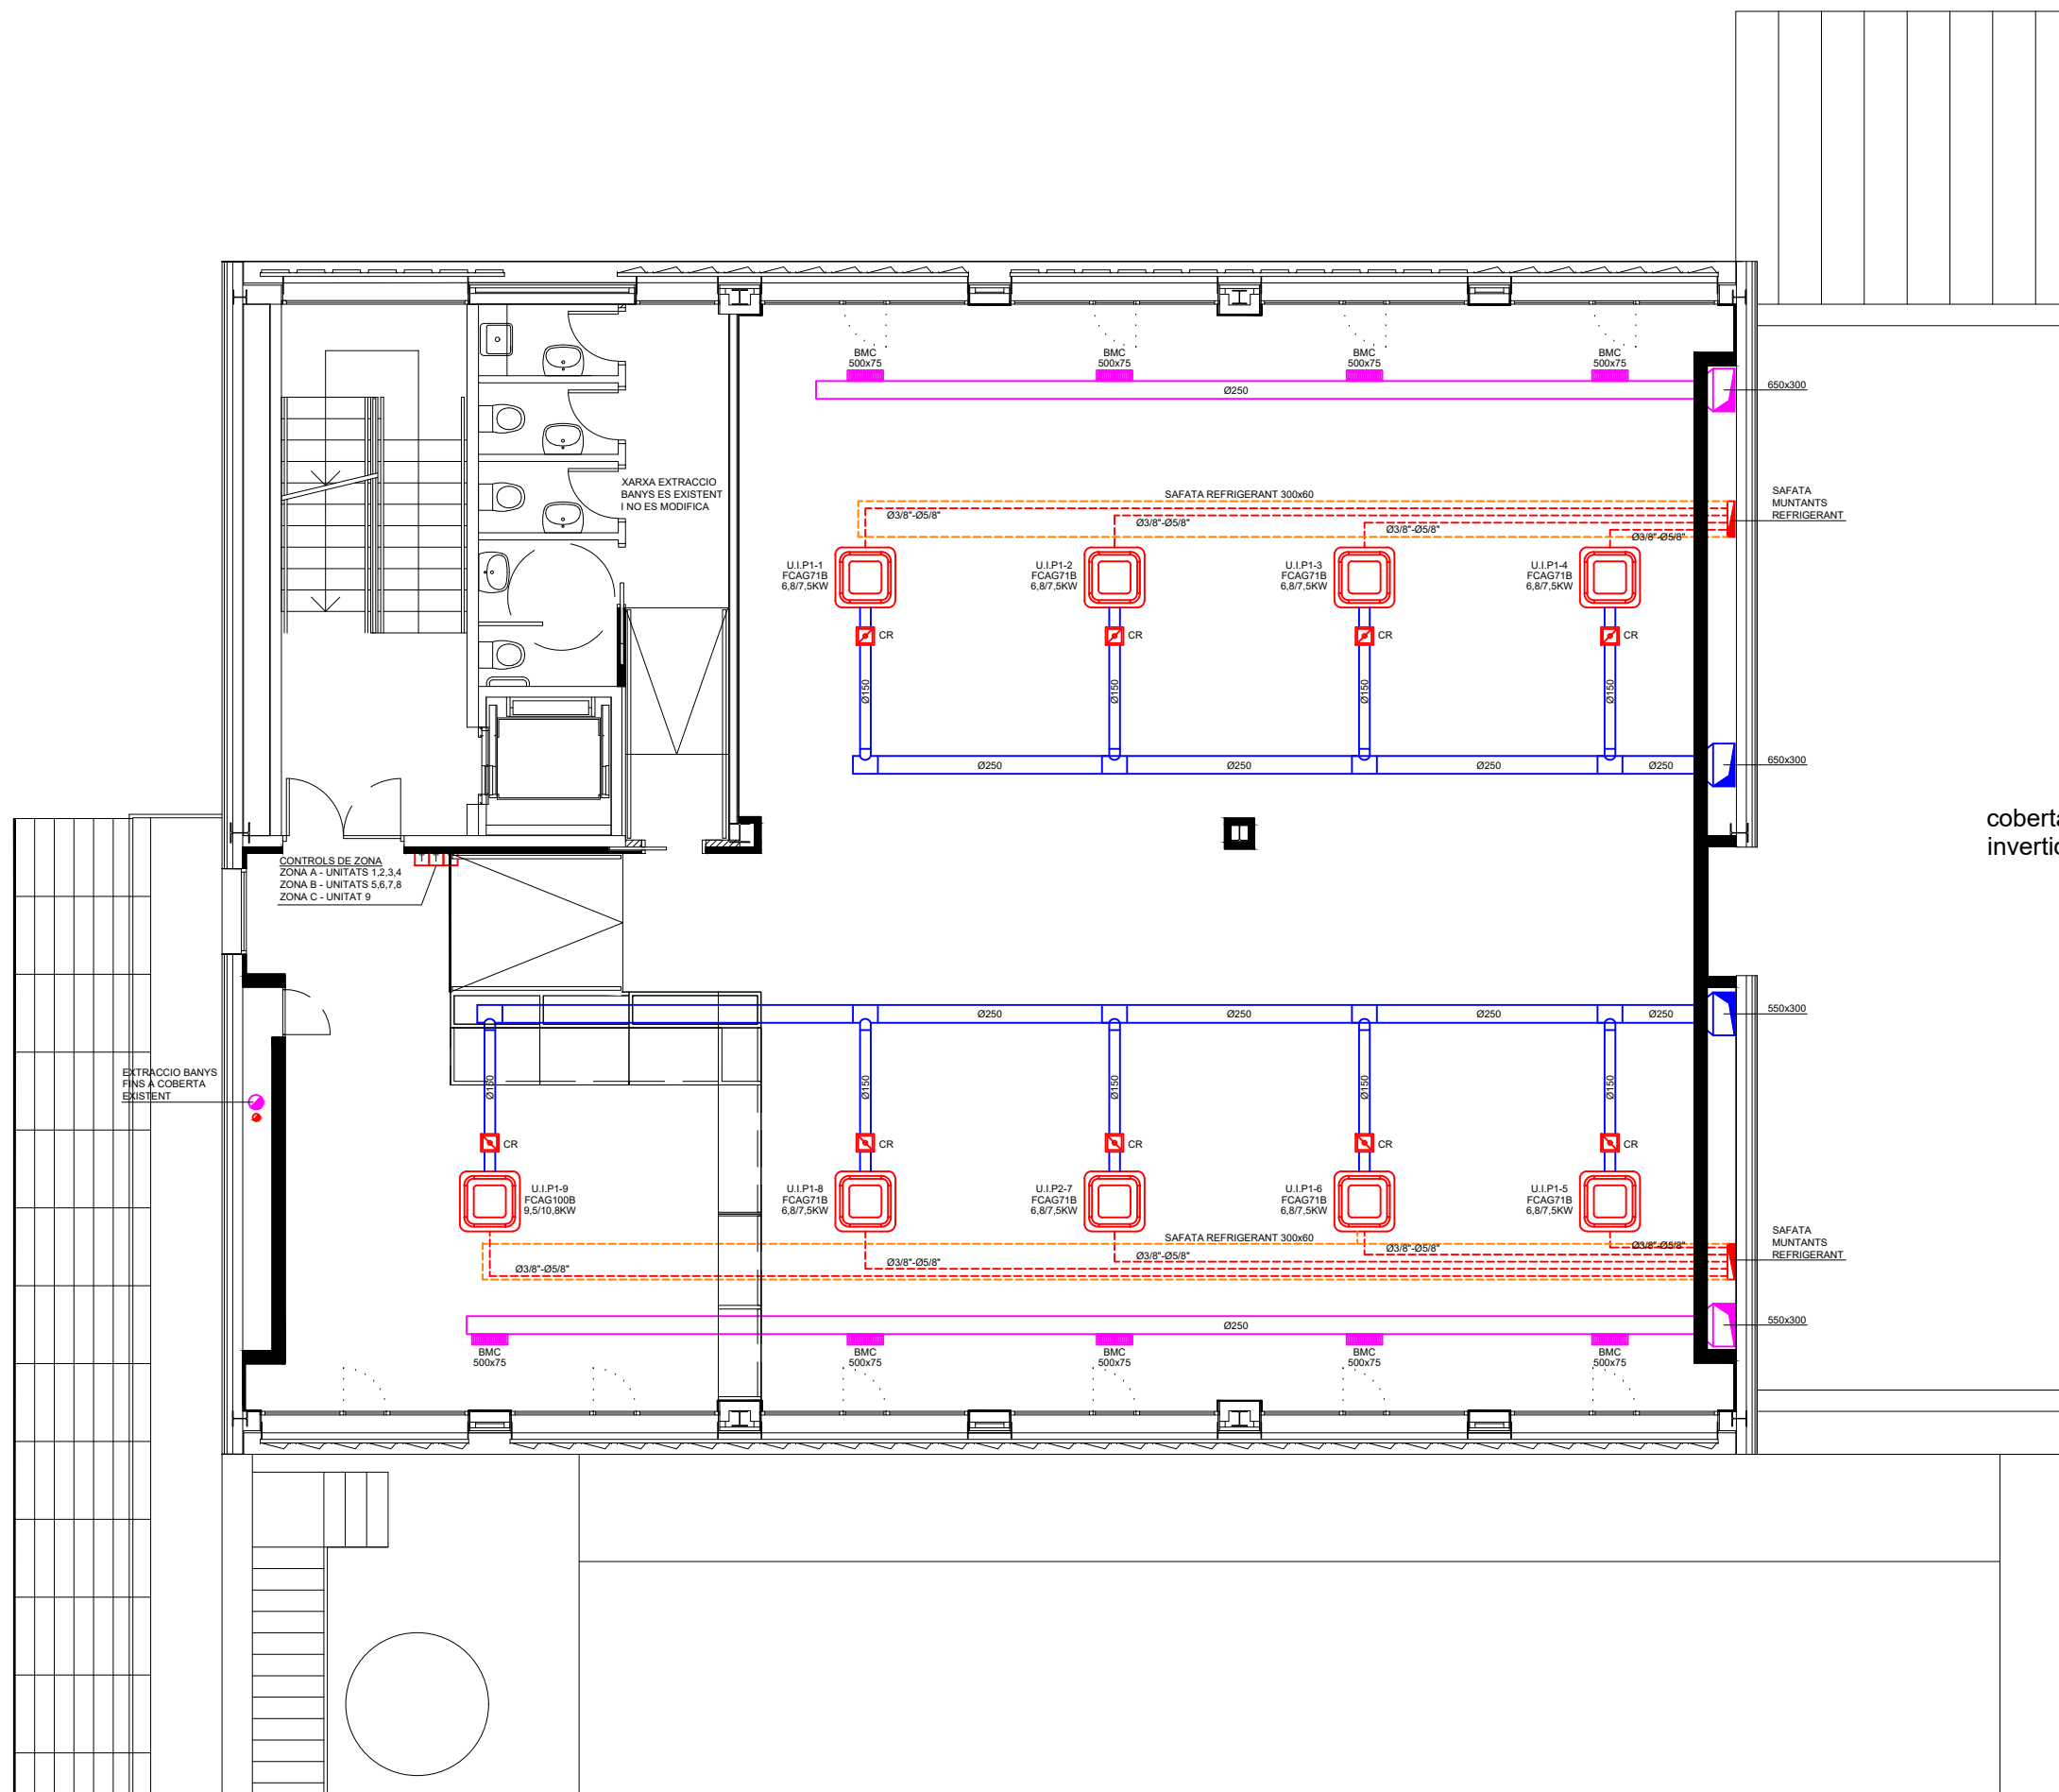 BMC
500x75
BMC
500x75
BMC
500x75
BMC
500x75
650x300
Ø250
XARXA EXTRACCIO
BANYS ES EXISTENT
I NO ES MODIFICA
SAFATA REFRIGERANT 300x60
SAFATA
MUNTANTS
REFRIGERANT
Ø3/8"-Ø5/8"
Ø3/8"-Ø5/8"
Ø3/8"-Ø5/8"
Ø3/8"-Ø5/8"
U.I.P1-1
FCAG71B
6,8/7,5KW
U.I.P1-2
FCAG71B
6,8/7,5KW
U.I.P1-3
FCAG71B
6,8/7,5KW
U.I.P1-4
FCAG71B
6,8/7,5KW
CR
CR
CR
CR
Ø150
Ø150
Ø150
Ø150
Ø250
Ø250
Ø250
Ø250
650x300
coberta
CONTROLS DE ZONA
ZONA A - UNITATS 1,2,3,4
ZONA B - UNITATS 5,6,7,8
ZONA C - UNITAT 9
Ø250
Ø250
Ø250
Ø250
550x300
EXTRACCIO BANYS
FINS A COBERTA
EXISTENT
Ø150
Ø150
Ø150
Ø150
CR
CR
CR
CR
CR
U.I.P1-9
FCAG100B
9,5/10,8KW
U.I.P1-8
FCAG71B
6,8/7,5KW
U.I.P2-7
FCAG71B
6,8/7,5KW
U.I.P1-6
FCAG71B
6,8/7,5KW
U.I.P1-5
FCAG71B
6,8/7,5KW
SAFATA REFRIGERANT 300x60
SAFATA
MUNTANTS
REFRIGERANT
Ø3/8"-Ø5/8"
Ø3/8"-Ø5/8"
Ø3/8"-Ø5/8"
Ø3/8"-Ø5/8"
Ø3/8"-Ø5/8"
Ø250
550x300
BMC
500x75
BMC
500x75
BMC
500x75
BMC
500x75
BMC
500x75